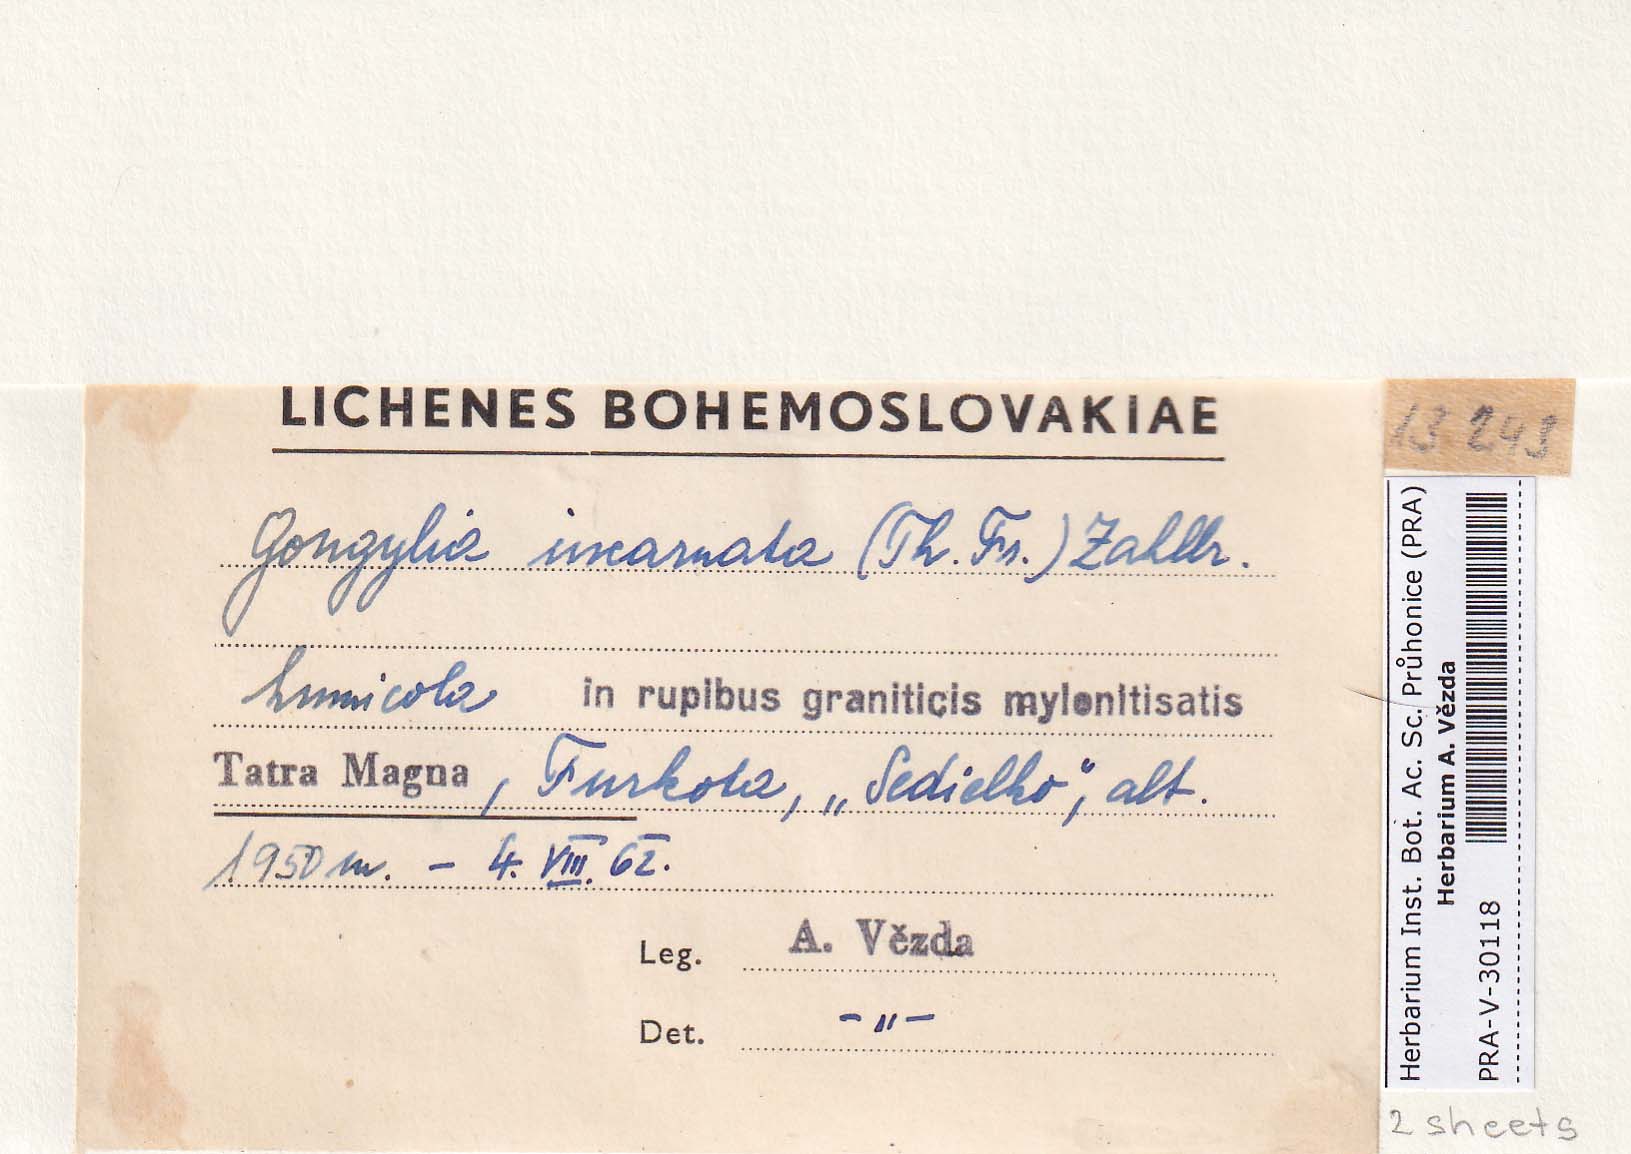 LICHENES BOHEMOSLOVAKIAE
Gongylia incarnata (Th. Fr.) Zahlbr.
humicola in rupibus graniticis mylonitisatis
Tatra Magna, Furkota, „Sedielko“, alt.
1950 m. – 4. VIII. 62.
Leg. A. Vězda
Det. –〃–
13 243
Herbarium Inst. Bot. Ac. Sc. Průhonice (PRA)
Herbarium A. Vězda
PRA-V-30118
2 sheets